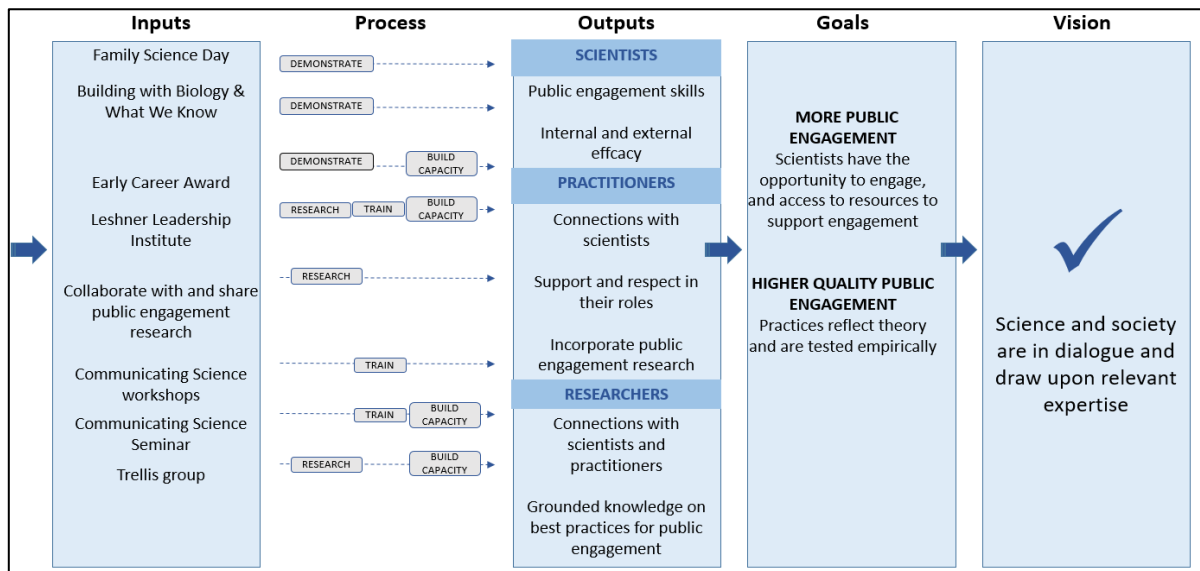 Inputs
Process
Outputs
Goals
Vision
Family Science Day
Building with Biology &
What We Know
Early Career Award
Leshner Leadership
Institute
Collaborate with and share
public engagement
research
Communicating Science
workshops
Communicating Science
Seminar
Trellis group
DEMONSTRATE
DEMONSTRATE
DEMONSTRATE
BUILD
CAPACITY
RESEARCH
TRAIN
BUILD
CAPACITY
RESEARCH
TRAIN
TRAIN
BUILD
CAPACITY
RESEARCH
BUILD
CAPACITY
SCIENTISTS
Public engagement skills
Internal and external
effcacy
PRACTITIONERS
Connections with
scientists
Support and respect in
their roles
Incorporate public
engagement research
RESEARCHERS
Connections with
scientists and
practitioners
Grounded knowledge on
best practices for public
engagement
MORE PUBLIC
ENGAGEMENT
Scientists have the
opportunity to engage,
and access to resources to
support engagement
HIGHER QUALITY PUBLIC
ENGAGEMENT
Practices reflect theory
and are tested empirically
Science and society
are in dialogue and
draw upon relevant
expertise